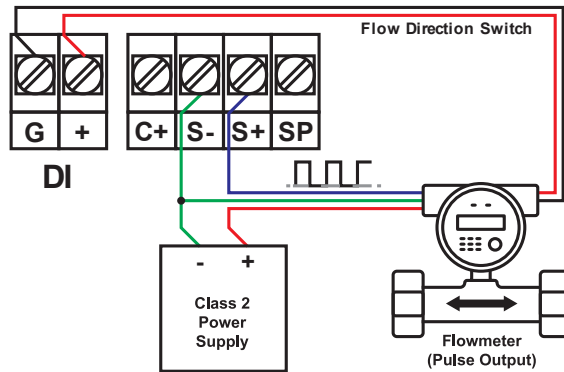 Flow Direction Switch
G + C+ S- S+ SP
DI
- +
Class 2
Power
Supply
Flowmeter
(Pulse Output)